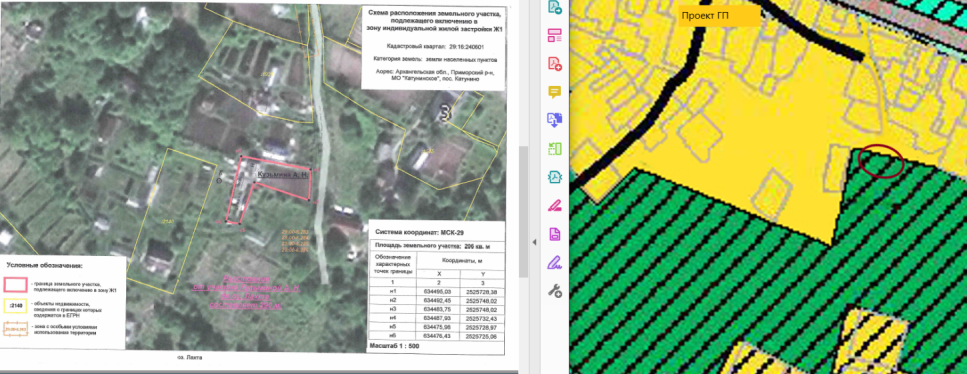 Схема расположения земельного участка,
подлежащего включению в
зону индивидуальной жилой застройки Ж1
Кадастровый квартал: 29:16:240601
Категория земель: земли населенных пунктов
Адрес: Архангельская обл., Приморский р-н,
МО "Катунинское", пос. Катунино
3
Кузьмина А. Н.
Система координат: МСК-29
Площадь земельного участка: 206 кв. м
Обозначение характерных точек границы
Координаты, м
X Y
1 2 3
н1 634495,03 2525728,38
н2 634492,45 2525748,02
н3 634483,75 2525748,02
н4 634487,93 2525732,43
н5 634475,98 2525728,97
н6 634476,43 2525725,06
Масштаб 1 : 500
Условные обозначения:
- граница земельного участка,
подлежащего включению в зону Ж1
:2148
- объекты недвижимости,
сведения о границах которых
содержатся в ЕГРН
- зона с особыми условиями
использования территории
оз. Лахта
Проект ГП